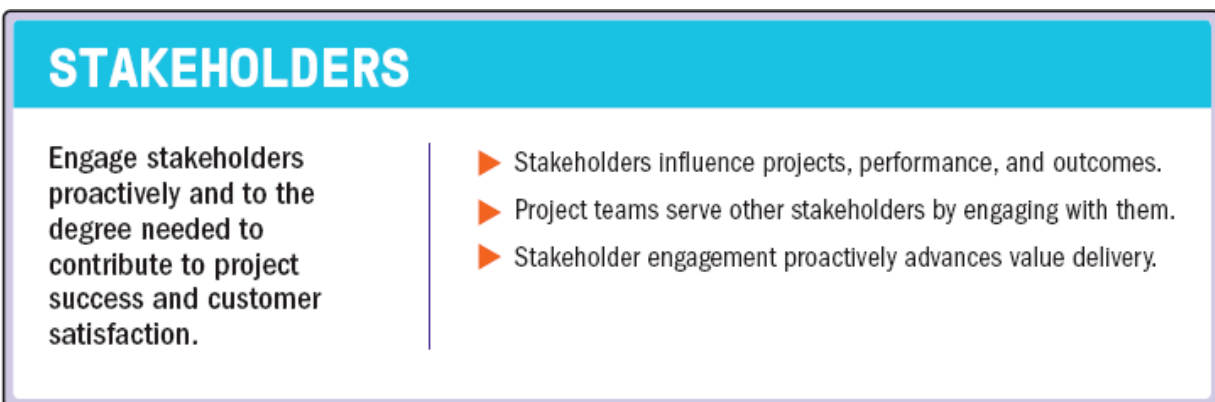 STAKEHOLDERS
Engage stakeholders
proactively and to the
degree needed to
contribute to project
success and customer
satisfaction.
Stakeholders influence projects, performance, and outcomes.
Project teams serve other stakeholders by engaging with them.
Stakeholder engagement proactively advances value delivery.